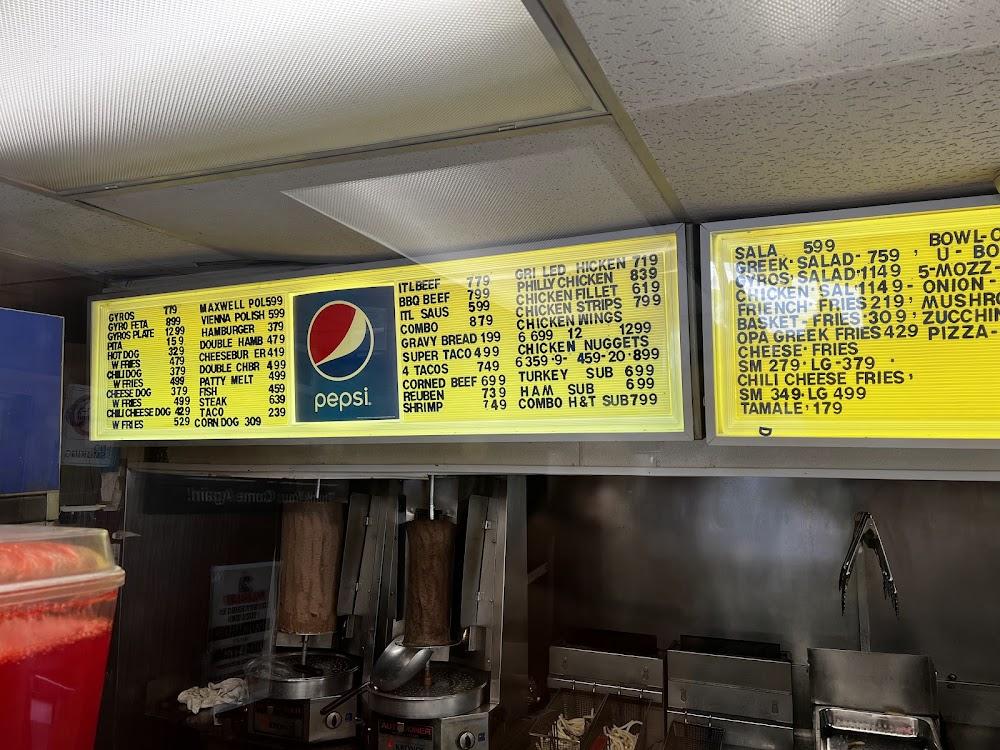 GYROS 779
GYRO FETA 899
GYROS PLATE 1299
PITA 159
HOT DOG 329
W FRIES 479
CHILI DOG 379
W FRIES 499
CHEESE DOG 379
W FRIES 499
CHILI CHEESE DOG 429
W FRIES 529
MAXWELL POL 599
VIENNA POLISH 599
HAMBURGER 379
DOUBLE HAMB 479
CHEESEBUR ER 419
DOUBLE CHBR 499
PATTY MELT 499
FISH 459
STEAK 639
TACO 239
CORN DOG 309
pepsi
ITL BEEF 779
BBQ BEEF 799
ITL SAUS 599
COMBO 879
GRAVY BREAD 199
SUPER TACO 499
4 TACOS 749
CORNED BEEF 699
REUBEN 739
SHRIMP 749
GRI LED HICKEN 719
PHILLY CHICKEN 839
CHICKEN FILLET 619
CHICKEN STRIPS 799
CHICKEN WINGS
6 699 12 1299
CHICKEN NUGGETS
6 359·9- 459-20·899
TURKEY SUB 699
HAM SUB 699
COMBO H&T SUB 799
SALA 599
GREEK·SALAD·759
GYROS·SALAD·1149
CHICKEN·SAL'1149
FRIENCH·FRIES 219
BASKET·FRIES·309
OPA GREEK FRIES 429
CHEESE·FRIES
SM 279·LG·379
CHILI CHEESE FRIES'
SM 349·LG 499
TAMALE'179
D
BOWL-
U - BO
5-MOZZ-
ONION -
MUSHR
ZUCCHIN
PIZZA-